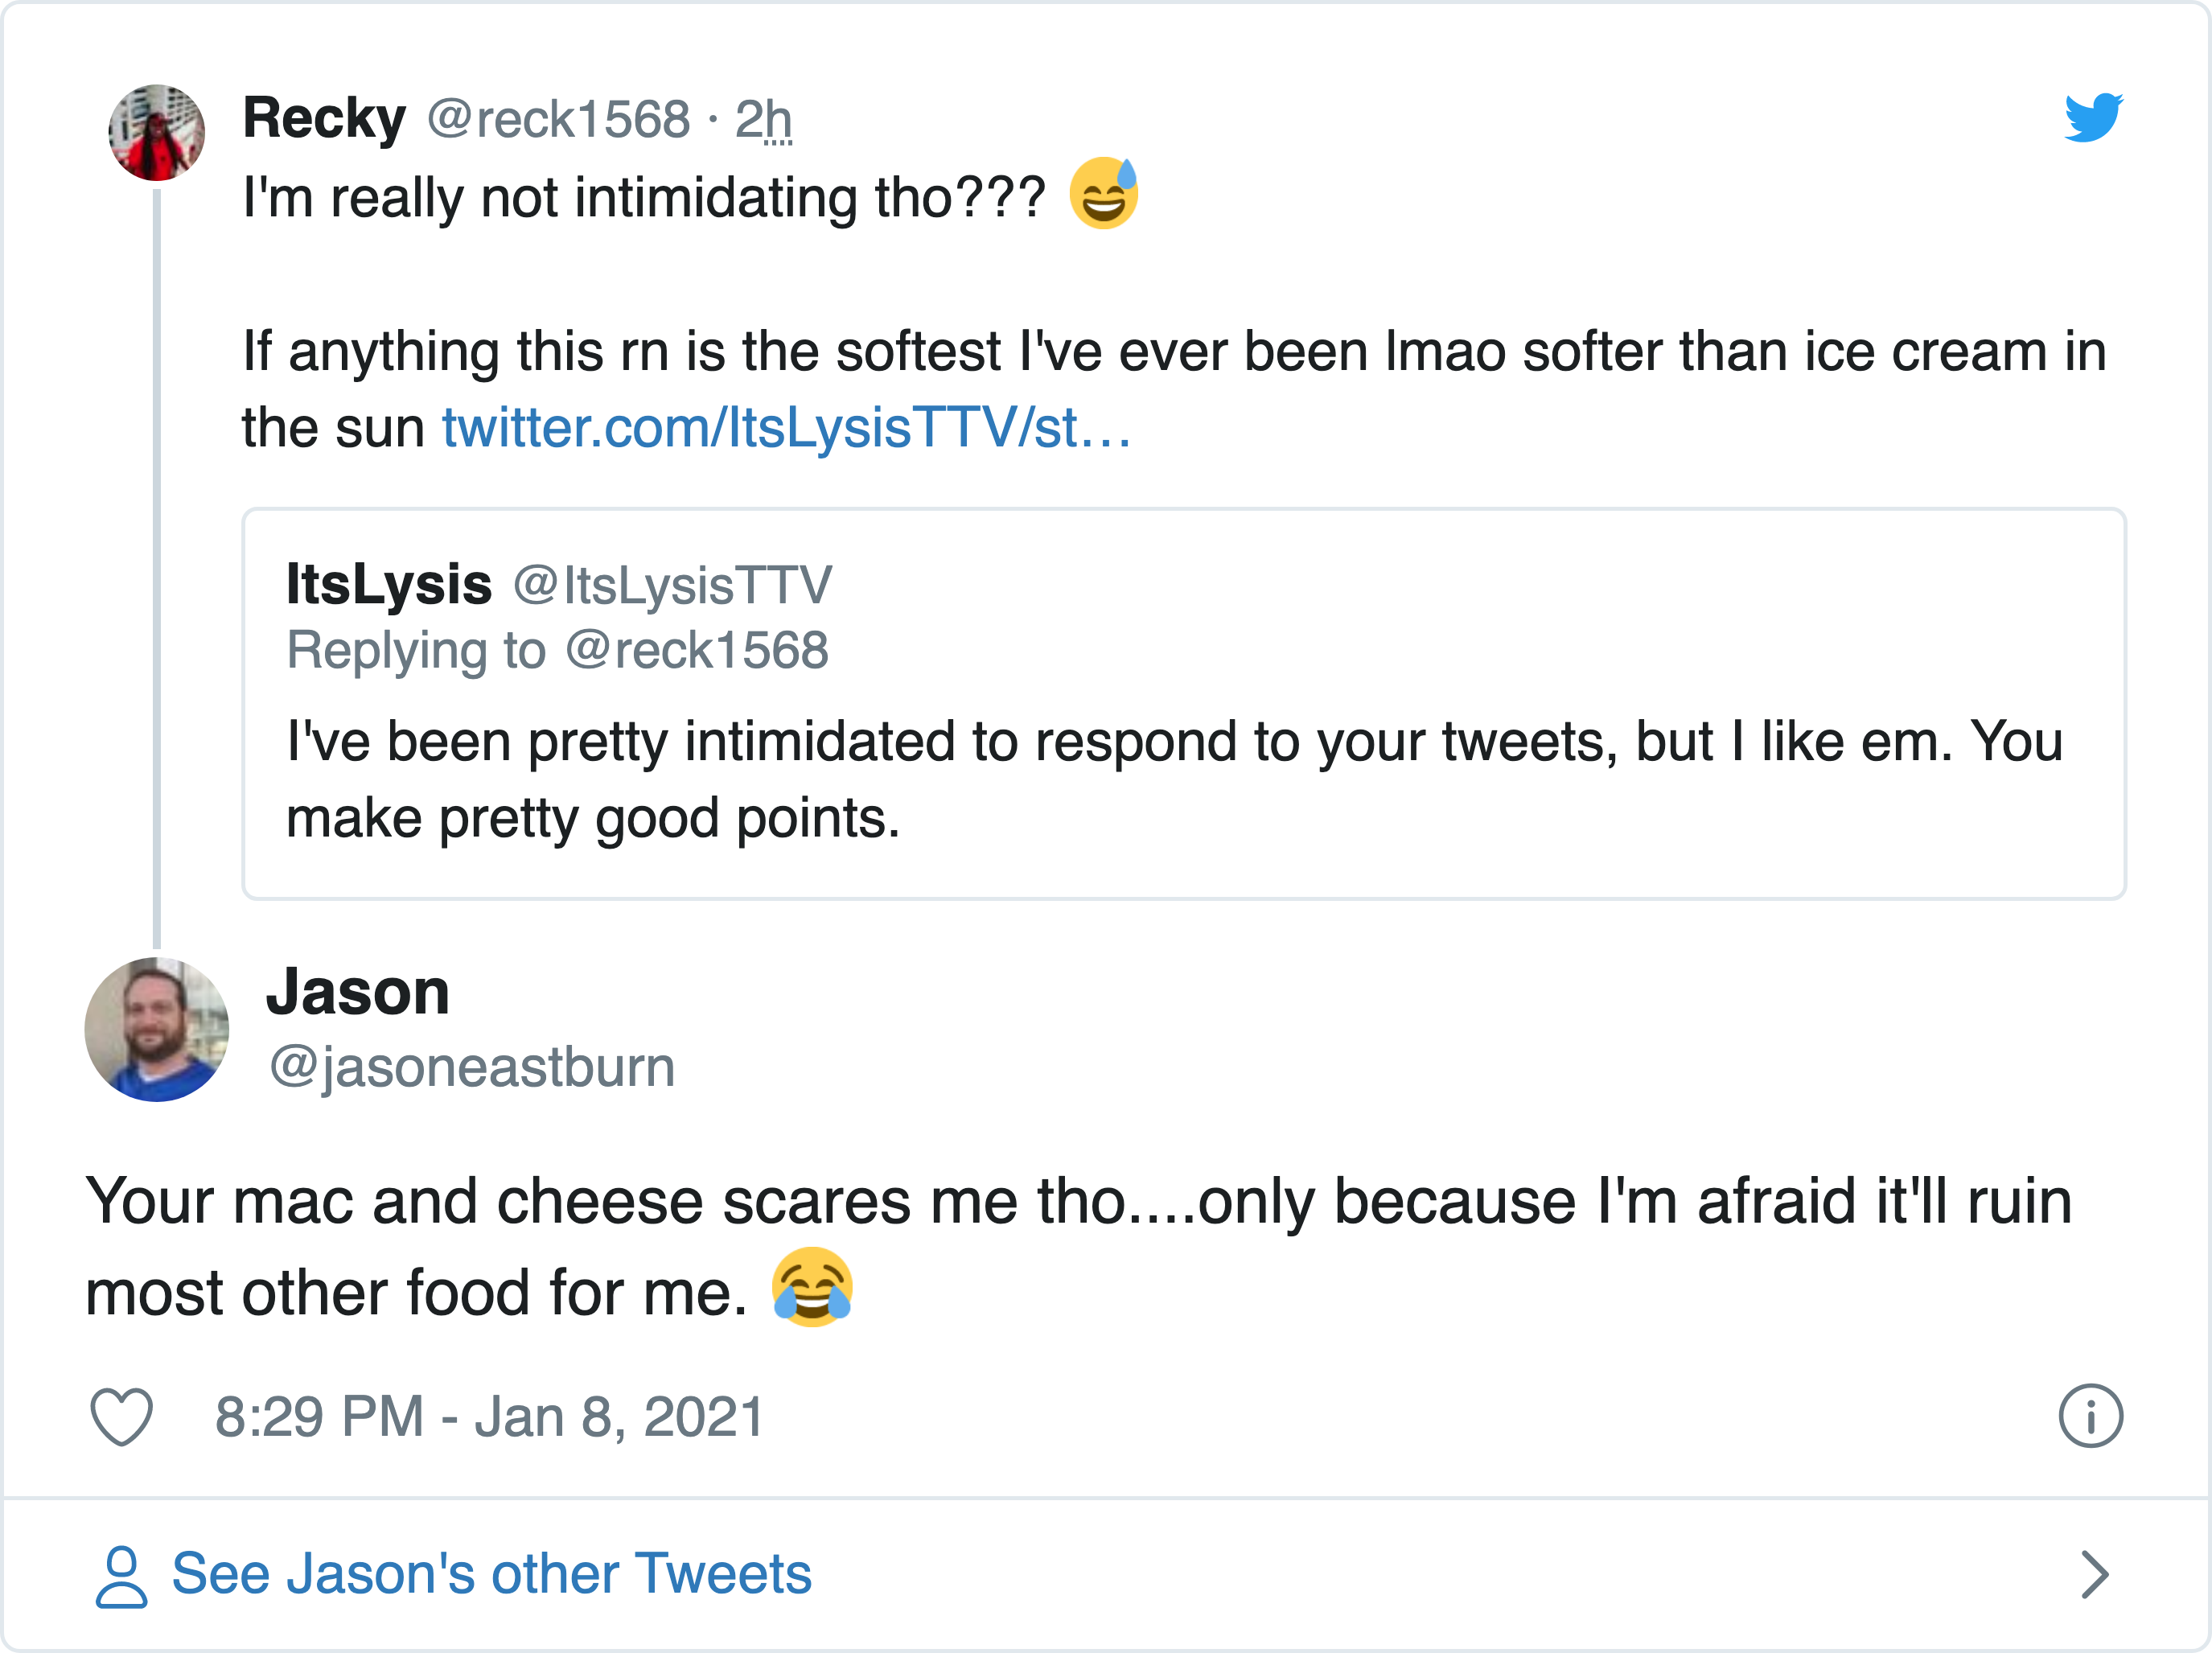 Recky @reck1568 · 2h
I'm really not intimidating tho??? 😅
If anything this rn is the softest I've ever been lmao softer than ice cream in
the sun twitter.com/ItsLysisTTV/st…
ItsLysis @ItsLysisTTV
Replying to @reck1568
I've been pretty intimidated to respond to your tweets, but I like em. You
make pretty good points.
Jason
@jasoneastburn
Your mac and cheese scares me tho....only because I'm afraid it'll ruin
most other food for me. 😂
8:29 PM - Jan 8, 2021
See Jason's other Tweets